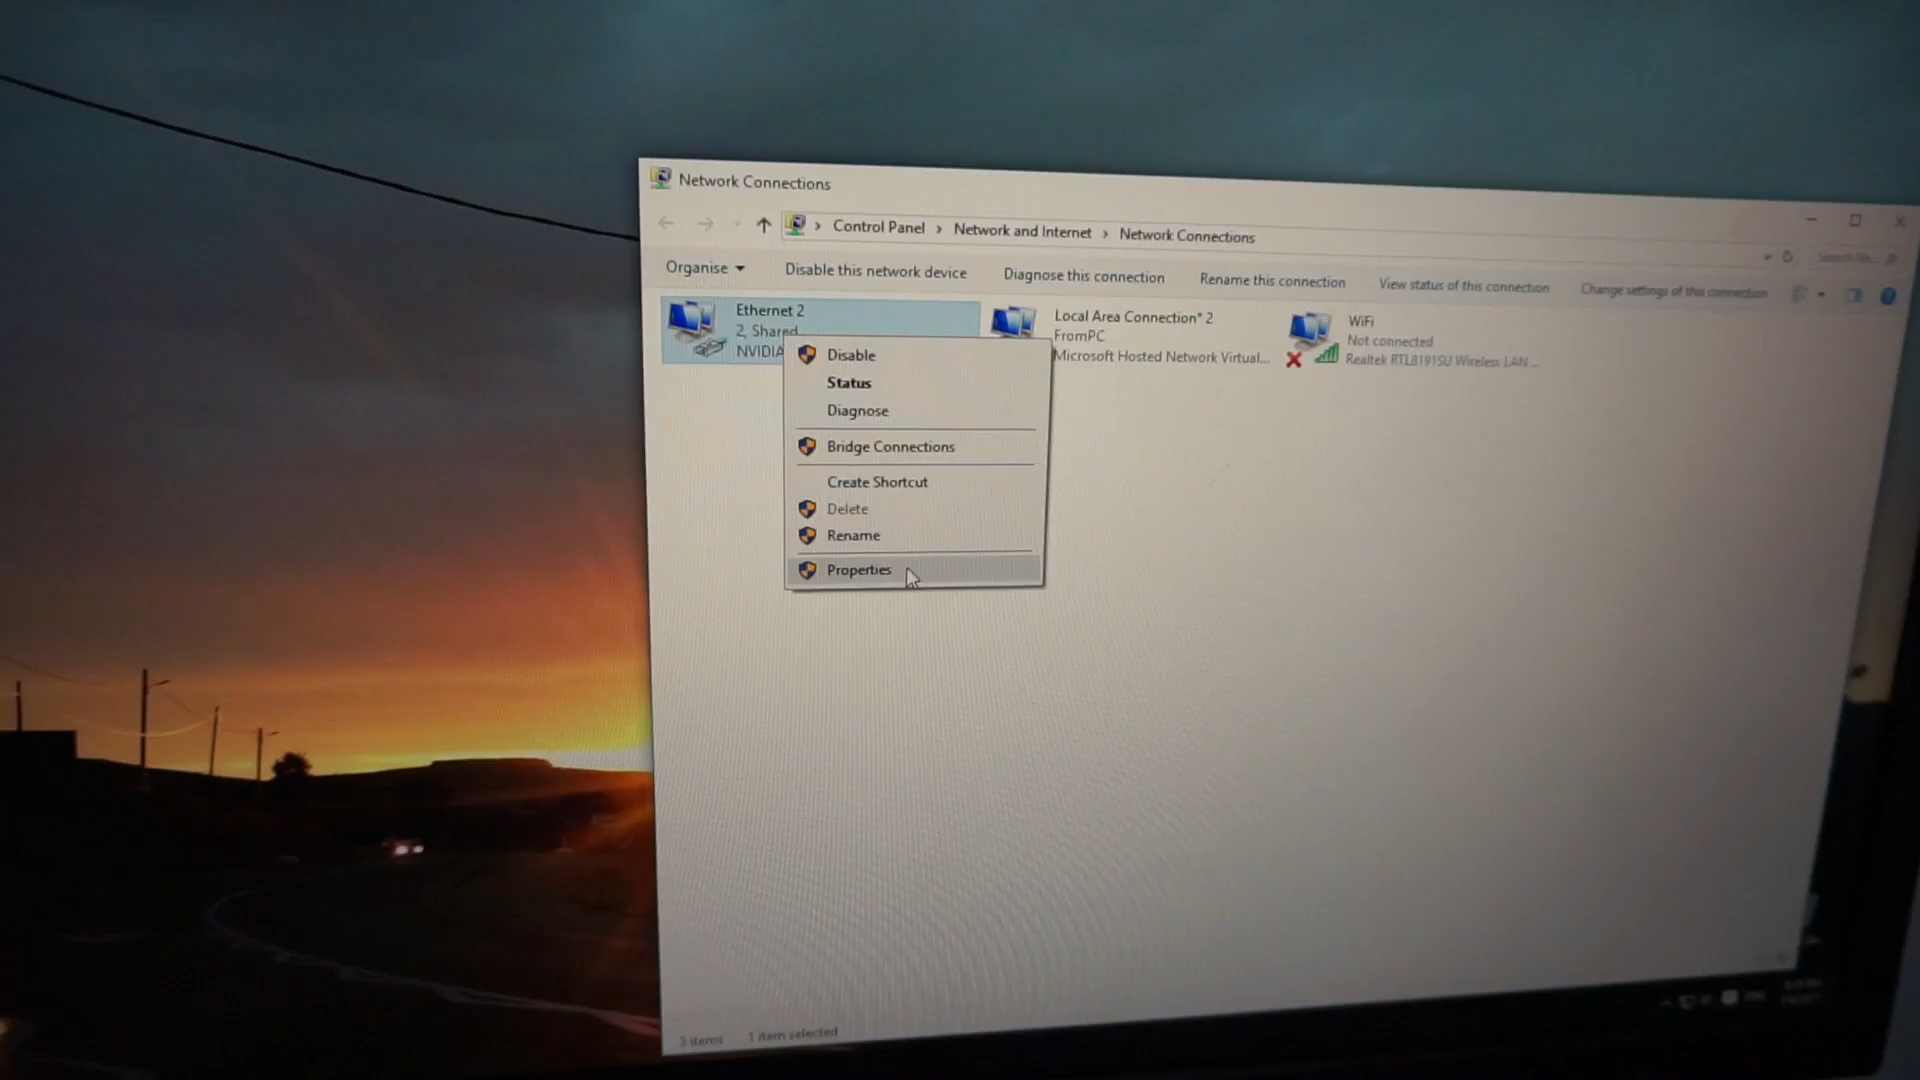 Network Connections
Control Panel › Network and Internet › Network Connections
Organise
Disable this network device
Diagnose this connection
Rename this connection
View status of this connection
Change settings of this connection
Ethernet 2
2, Shared
NVIDIA
Local Area Connection* 2
FromPC
Microsoft Hosted Network Virtual...
WiFi
Not connected
Realtek RTL8191SU Wireless LAN ...
Disable
Status
Diagnose
Bridge Connections
Create Shortcut
Delete
Rename
Properties
3 items
1 item selected